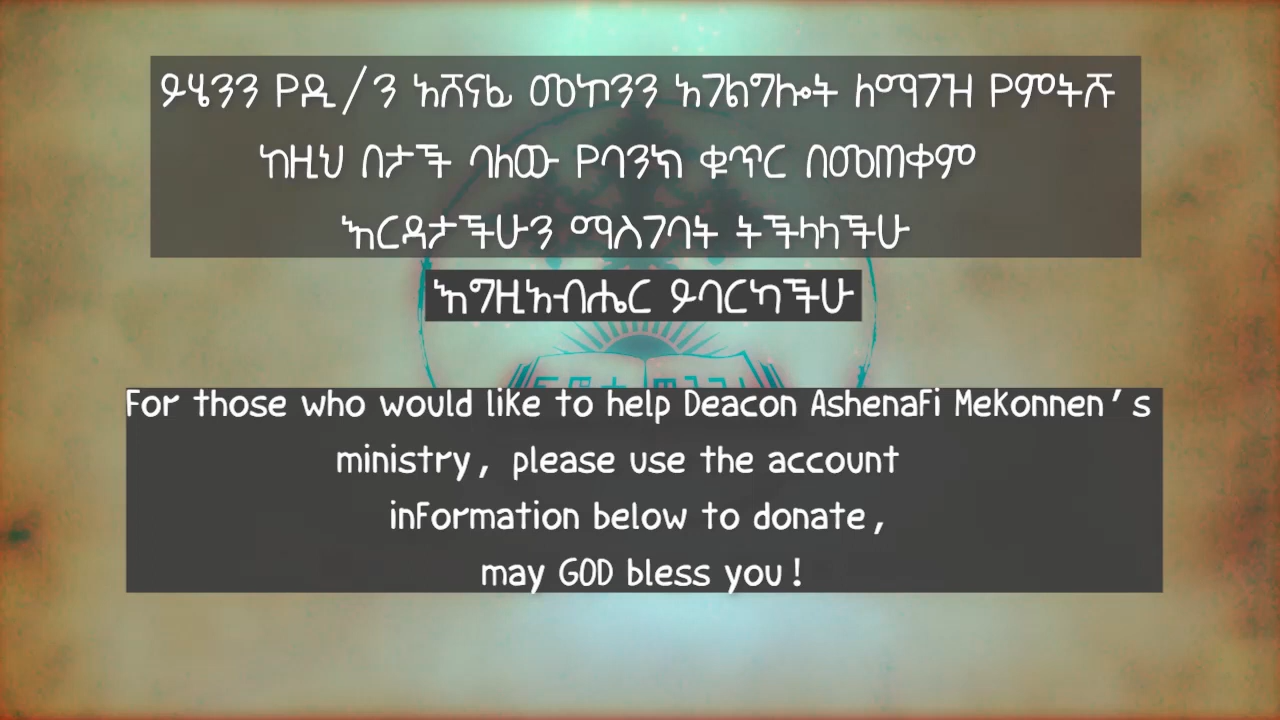 ይሄንን የዲ/ን አሸናፊ መኮንን አገልግሎት ለማገዝ የምትሹ
ከዚህ በታች ባለው የባንክ ቁጥር በመጠቀም
እርዳታችሁን ማስገባት ትችላላችሁ
እግዚአብሔር ይባርካችሁ
For those who would like to help Deacon Ashenafi Mekonnen's
ministry, please use the account
information below to donate,
may GOD bless you!